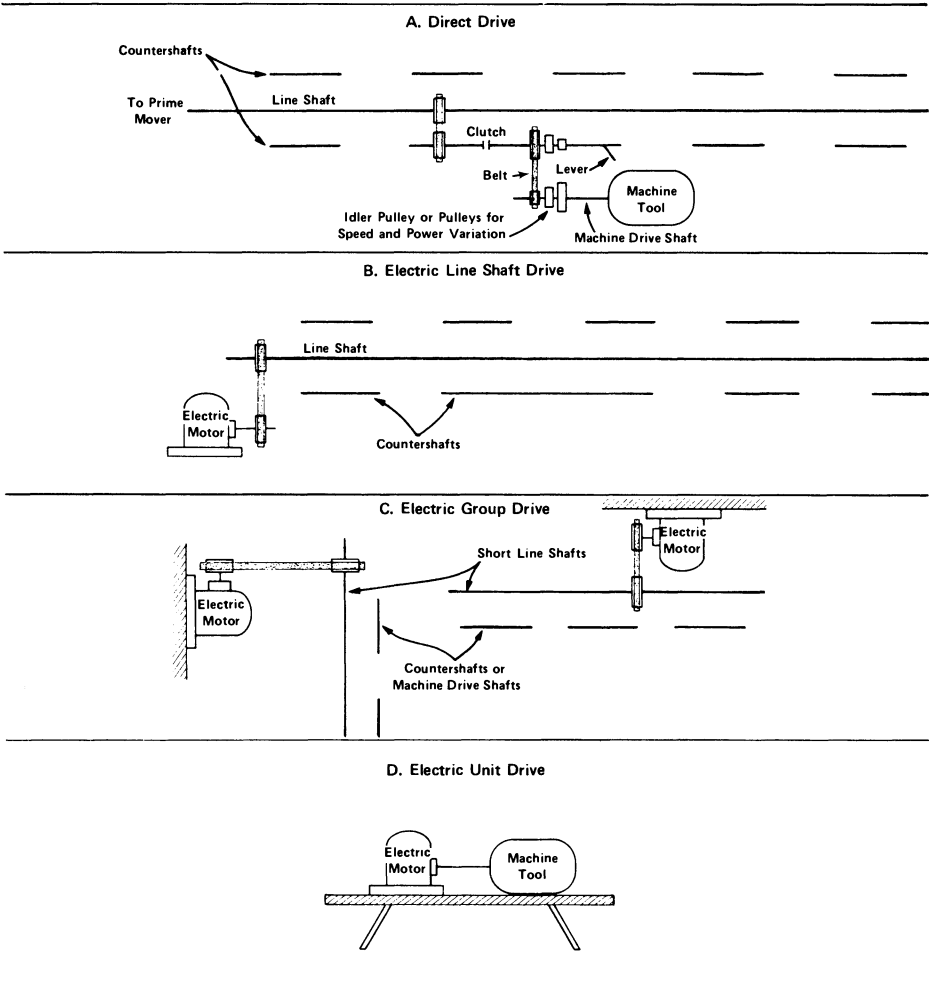 A. Direct Drive
Countershafts
To Prime
Mover
Line Shaft
Clutch
Belt
Lever
Machine
Tool
Idler Pulley or Pulleys for
Speed and Power Variation
Machine Drive Shaft
B. Electric Line Shaft Drive
Line Shaft
Electric
Motor
Countershafts
C. Electric Group Drive
Electric
Motor
Short Line Shafts
Electric
Motor
Countershafts or
Machine Drive Shafts
D. Electric Unit Drive
Electric
Motor
Machine
Tool